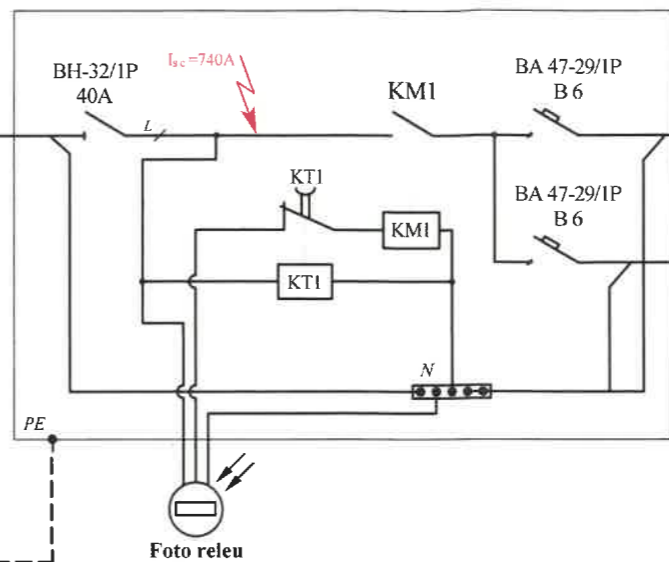 BH-32/1P
40A
Isc=740A
L
KM1
BA 47-29/1P
B 6
KT1
KM1
BA 47-29/1P
B 6
KT1
N
PE
Foto releu